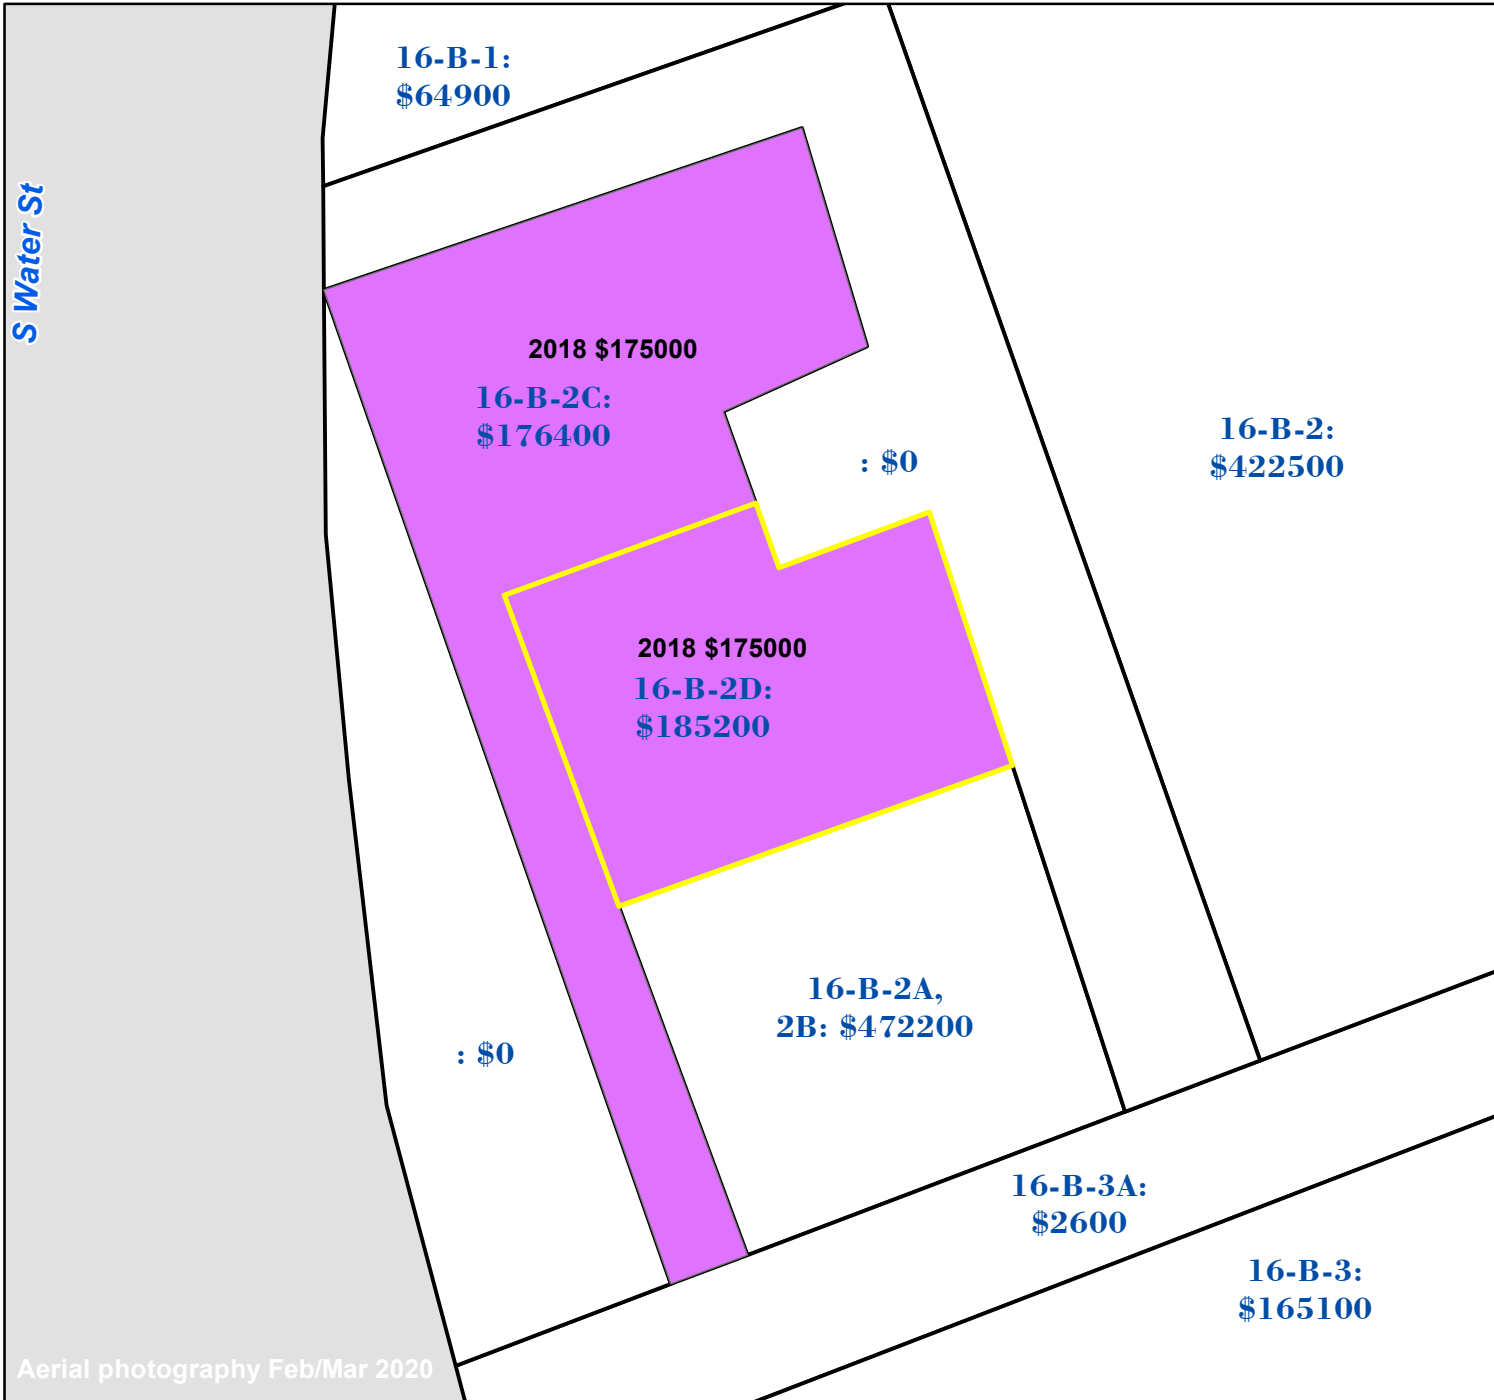 16-B-1:
$64900
S Water St
2018 $175000
16-B-2C:
$176400
: $0
16-B-2:
$422500
2018 $175000
16-B-2D:
$185200
16-B-2A,
2B: $472200
: $0
16-B-3A:
$2600
16-B-3:
$165100
Aerial photography Feb/Mar 2020